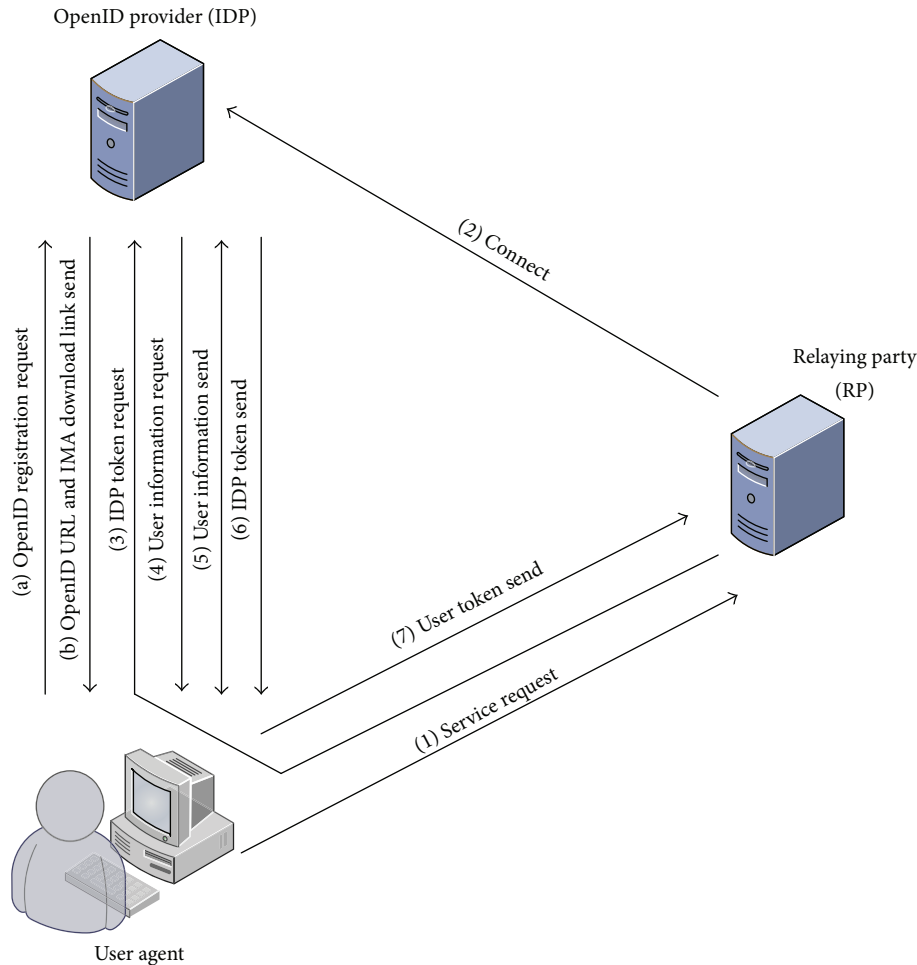 OpenID provider (IDP)
(2) Connect
Relaying party
(RP)
(a) OpenID registration request
(b) OpenID URL and IMA download link send
(3) IDP token request
(4) User information request
(5) User information send
(6) IDP token send
(7) User token send
(1) Service request
User agent